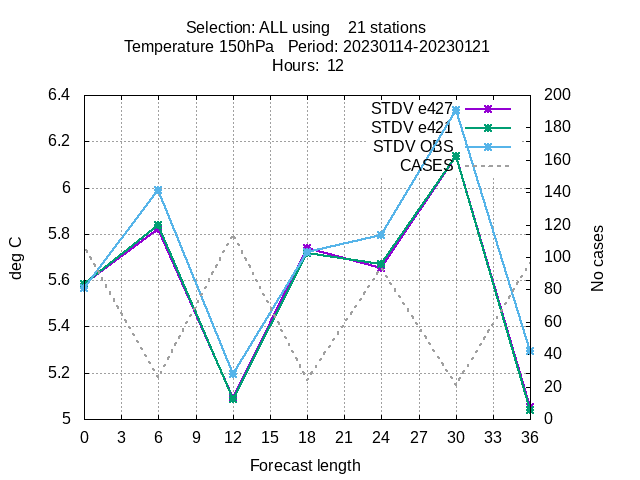 Selection: ALL using    21 stations
Temperature 150hPa   Period: 20230114-20230121
Hours:  12
6.4
6.2
6
5.8
5.6
5.4
5.2
5
200
180
160
140
120
100
80
60
40
20
0
STDV e427
STDV e421
STDV OBS
CASES
deg C
No cases
0 3 6 9 12 15 18 21 24 27 30 33 36
Forecast length